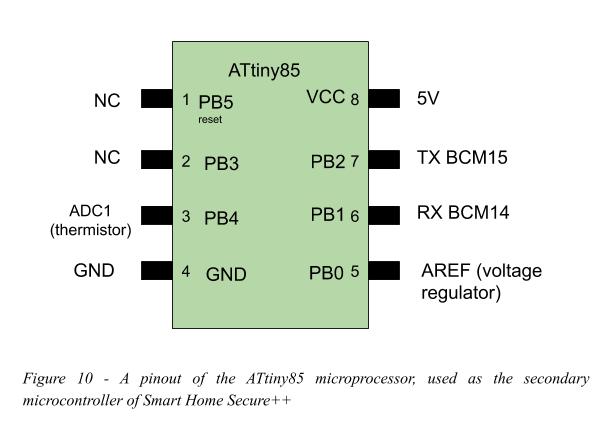 ATtiny85
NC 1 PB5 VCC 8 5V
reset
NC 2 PB3 PB2 7 TX BCM15
ADC1 3 PB4 PB1 6 RX BCM14
(thermistor)
GND 4 GND PB0 5 AREF (voltage
regulator)
Figure 10 - A pinout of the ATtiny85 microprocessor, used as the secondary
microcontroller of Smart Home Secure++